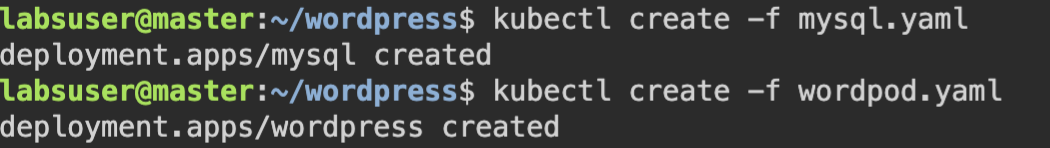 labsuser@master:~/wordpress$ kubectl create -f mysql.yaml
deployment.apps/mysql created
labsuser@master:~/wordpress$ kubectl create -f wordpod.yaml
deployment.apps/wordpress created